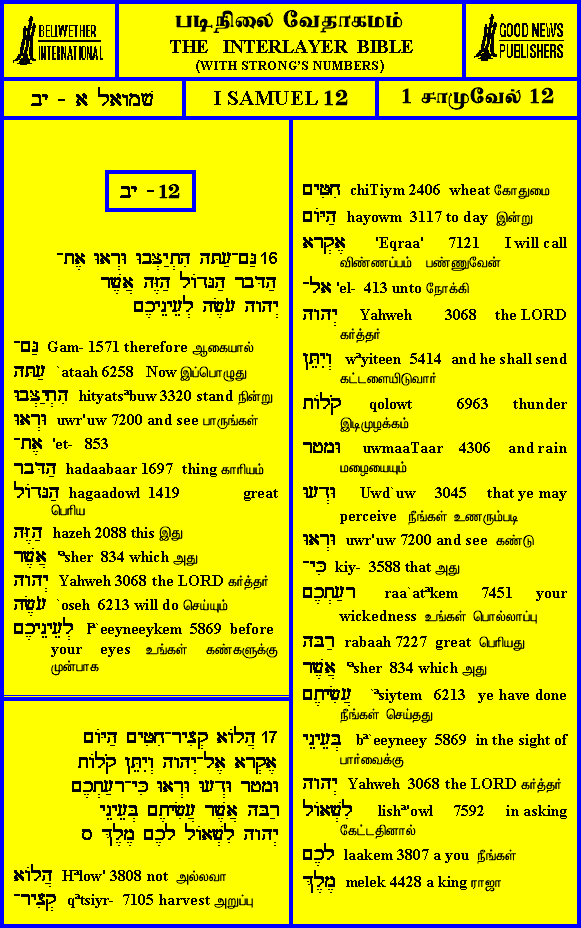 BELLWETHER
INTERNATIONAL
படிநிலை வேதாகமம்
THE INTERLAYER BIBLE
(WITH STRONG'S NUMBERS)
GOOD NEWS
PUBLISHERS
שמואל א - יב
I SAMUEL 12
1 சாமுவேல் 12
יב - 12
16 גַּם־עַתָּה הִתְיַצְּבוּ וּרְאוּ אֶת־
הַדָּבָר הַגָּדוֹל הַזֶּה אֲשֶׁר
יְהוָה עֹשֶׂה לְעֵינֵיכֶם
גַּם־ Gam- 1571 therefore ஆகையால்
עַתָּה `ataah 6258 Now இப்பொழுது
הִתְיַצְּבוּ hityatsªbuw 3320 stand நின்று
וּרְאוּ uwr'uw 7200 and see பாருங்கள்
אֶת־ 'et- 853
הַדָּבָר hadaabaar 1697 thing காரியம்
הַגָּדוֹל hagaadowl 1419 great
பெரிய
הַזֶּה hazeh 2088 this இது
אֲשֶׁר ªsher 834 which அது
יְהוָה Yahweh 3068 the LORD கர்த்தர்
עֹשֶׂה `oseh 6213 will do செய்யும்
לְעֵינֵיכֶם lª`eeyneeykem 5869 before
your eyes உங்கள் கண்களுக்கு
முன்பாக
17 הֲלוֹא קְצִיר־חִטִּים הַיּוֹם
אֶקְרָא אֶל־יְהוָה וְיִתֵּן קֹלוֹת
וּמָטָר וּדְעוּ וּרְאוּ כִּי־רָעַתְכֶם
רַבָּה אֲשֶׁר עֲשִׂיתֶם בְּעֵינֵי
יְהוָה לִשְׁאוֹל לָכֶם מֶלֶךְ ס
הֲלוֹא Hªlow' 3808 not அல்லவா
קְצִיר־ qªtsiyr- 7105 harvest அறுப்பு
חִטִּים chiTiym 2406 wheat கோதுமை
הַיּוֹם hayowm 3117 to day இன்று
אֶקְרָא 'Eqraa' 7121 I will call
விண்ணப்பம் பண்ணுவேன்
אֶל־ 'el- 413 unto நோக்கி
יְהוָה Yahweh 3068 the LORD
கர்த்தர்
וְיִתֵּן wªyiteen 5414 and he shall send
கட்டளையிடுவார்
קֹלוֹת qolowt 6963 thunder
இடிமுழக்கம்
וּמָטָר uwmaaTaar 4306 and rain
மழையையும்
וּדְעוּ Uwd`uw 3045 that ye may
perceive நீங்கள் உணரும்படி
וּרְאוּ uwr'uw 7200 and see கண்டு
כִּי־ kiy- 3588 that அது
רָעַתְכֶם raa`atªkem 7451 your
wickedness உங்கள் பொல்லாப்பு
רַבָּה rabaah 7227 great பெரியது
אֲשֶׁר ªsher 834 which அது
עֲשִׂיתֶם `ªsiytem 6213 ye have done
நீங்கள் செய்தது
בְּעֵינֵי bª`eeyneey 5869 in the sight of
பார்வைக்கு
יְהוָה Yahweh 3068 the LORD கர்த்தர்
לִשְׁאוֹל lishª'owl 7592 in asking
கேட்டதினால்
לָכֶם laakem 3807 a you நீங்கள்
מֶלֶךְ melek 4428 a king ராஜா